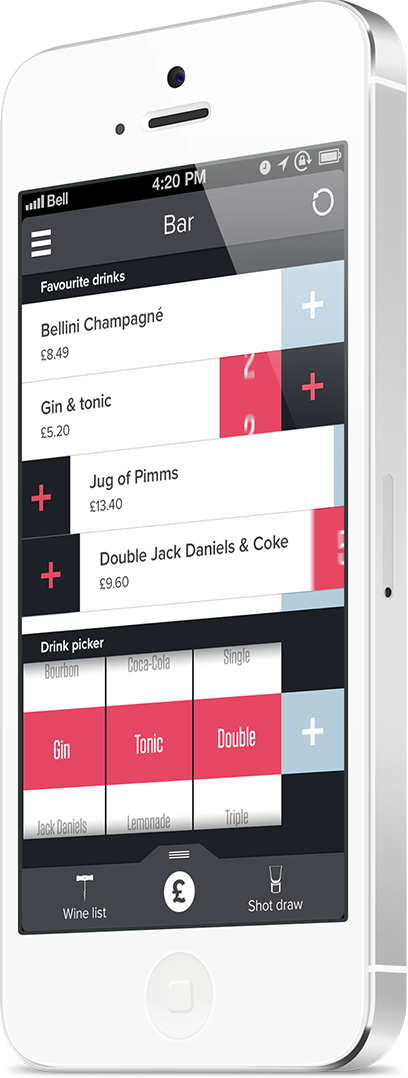 Bell 4:20 PM
Bar
Favourite drinks
Bellini Champagné
£8.49
Gin & tonic
£5.20
Jug of Pimms
£13.40
Double Jack Daniels & Coke
£9.60
Drink picker
Bourbon Coca-Cola Single
Gin Tonic Double
Jack Daniels Lemonade Triple
£
Wine list Shot draw